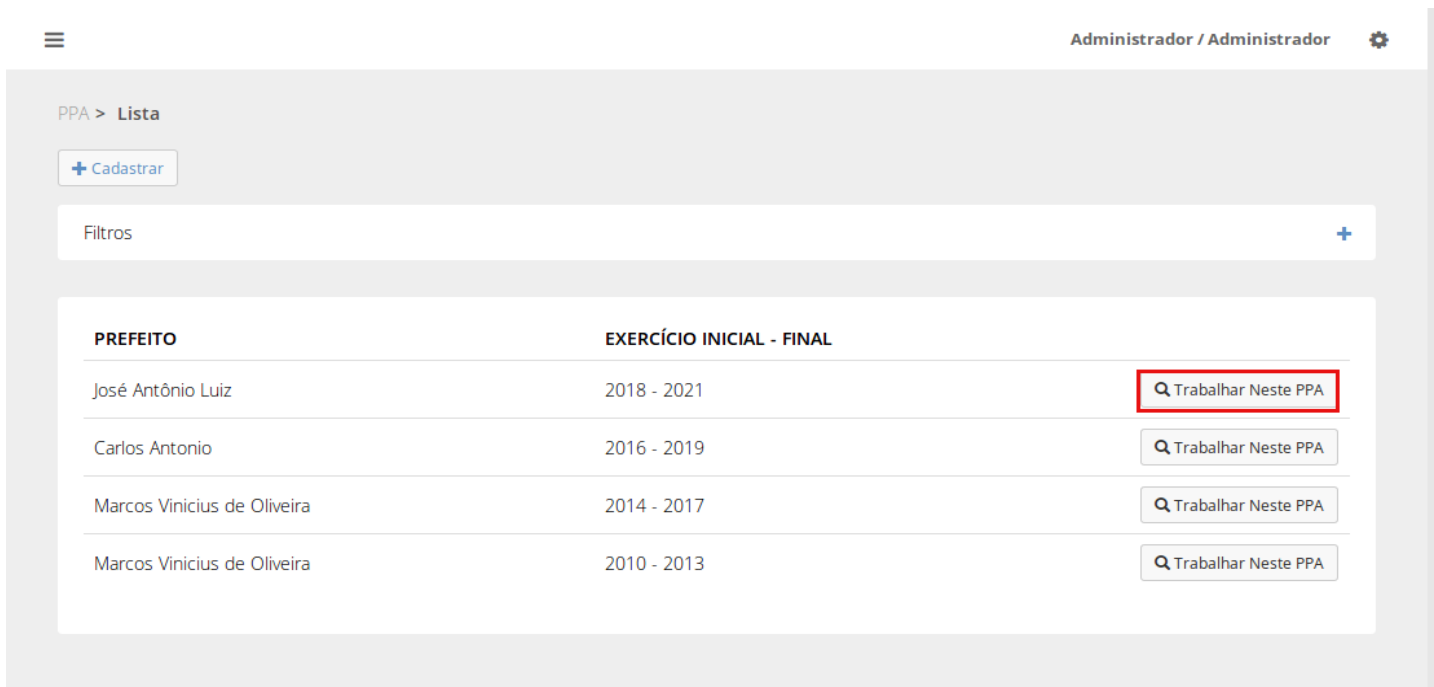 Administrador / Administrador
PPA > Lista
+ Cadastrar
Filtros +
PREFEITO EXERCÍCIO INICIAL - FINAL
José Antônio Luiz 2018 - 2021 Trabalhar Neste PPA
Carlos Antonio 2016 - 2019 Trabalhar Neste PPA
Marcos Vinicius de Oliveira 2014 - 2017 Trabalhar Neste PPA
Marcos Vinicius de Oliveira 2010 - 2013 Trabalhar Neste PPA